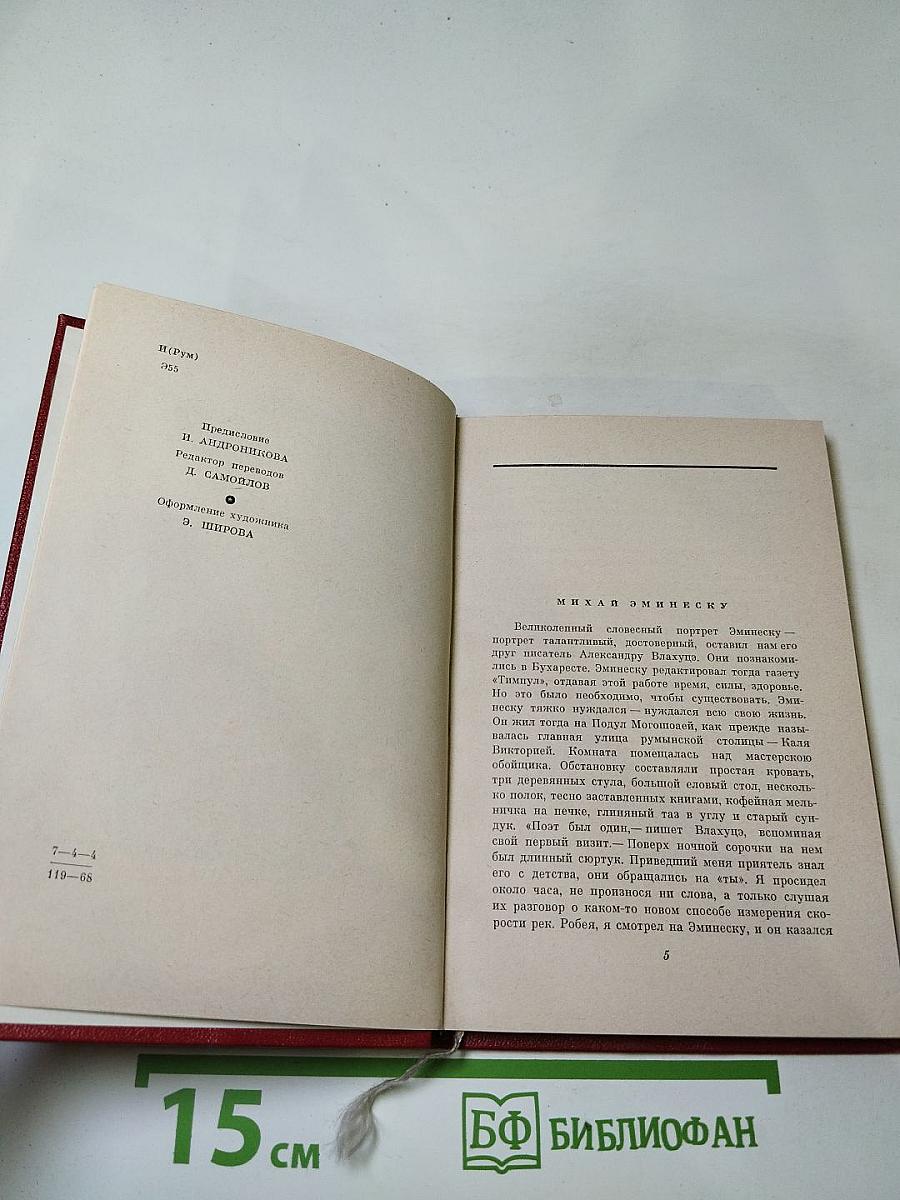 И(Рум)
Э55
Предисловие
И. АНДРОНИКОВА
Редактор переводов
Д. САМОЙЛОВ
Оформление художника
Э. ШИРОВА
7—4—4
119—68
МИХАЙ ЭМИНЕСКУ
Великолепный словесный портрет Эминеску —
портрет талантливый, достоверный, оставил нам его
друг писатель Александру Влахуцэ. Они познакоми-
лись в Бухаресте. Эминеску редактировал тогда газету
«Тимпул», отдавая этой работе время, силы, здоровье.
Но это было необходимо, чтобы существовать. Эми-
неску тяжко нуждался — нуждался всю свою жизнь.
Он жил тогда на Подул Могошоаей, как прежде назы-
валась главная улица румынской столицы — Каля
Викторией. Комната помещалась над мастерскою
обойщика. Обстановку составляли простая кровать,
три деревянных стула, большой еловый стол, несколь-
ко полок, тесно заставленных книгами, кофейная мель-
ничка на печке, глиняный таз в углу и старый сун-
дук. «Поэт был один,— пишет Влахуцэ, вспоминая
свой первый визит.— Поверх ночной сорочки на нем
был длинный сюртук. Приведший меня приятель знал
его с детства, они обращались на «ты». Я просидел
около часа, не произнося ни слова, а только слушая
их разговор о каком-то новом способе измерения ско-
рости рек. Робея, я смотрел на Эминеску, и он казался
5
15 см
БФ БИБЛИОФАН